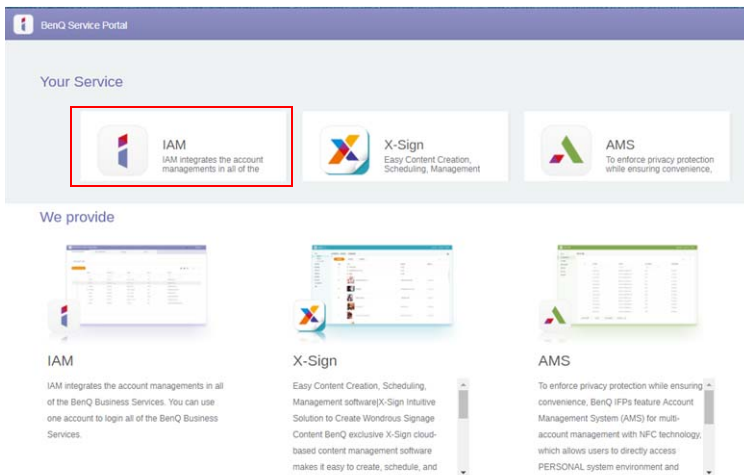 BenQ Service Portal
Your Service
IAM
IAM integrates the account
managements in all of the
X-Sign
Easy Content Creation,
Scheduling, Management
AMS
To enforce privacy protection
while ensuring convenience,
We provide
IAM
IAM integrates the account managements in all
of the BenQ Business Services. You can use
one account to login all of the BenQ Business
Services.
X-Sign
Easy Content Creation, Scheduling,
Management software|X-Sign Intuitive
Solution to Create Wondrous Signage
Content BenQ exclusive X-Sign cloud-
based content management software
makes it easy to create, schedule, and
AMS
To enforce privacy protection while ensuring
convenience, BenQ IFPs feature Account
Management System (AMS) for multi-
account management with NFC technology,
which allows users to directly access
PERSONAL system environment and